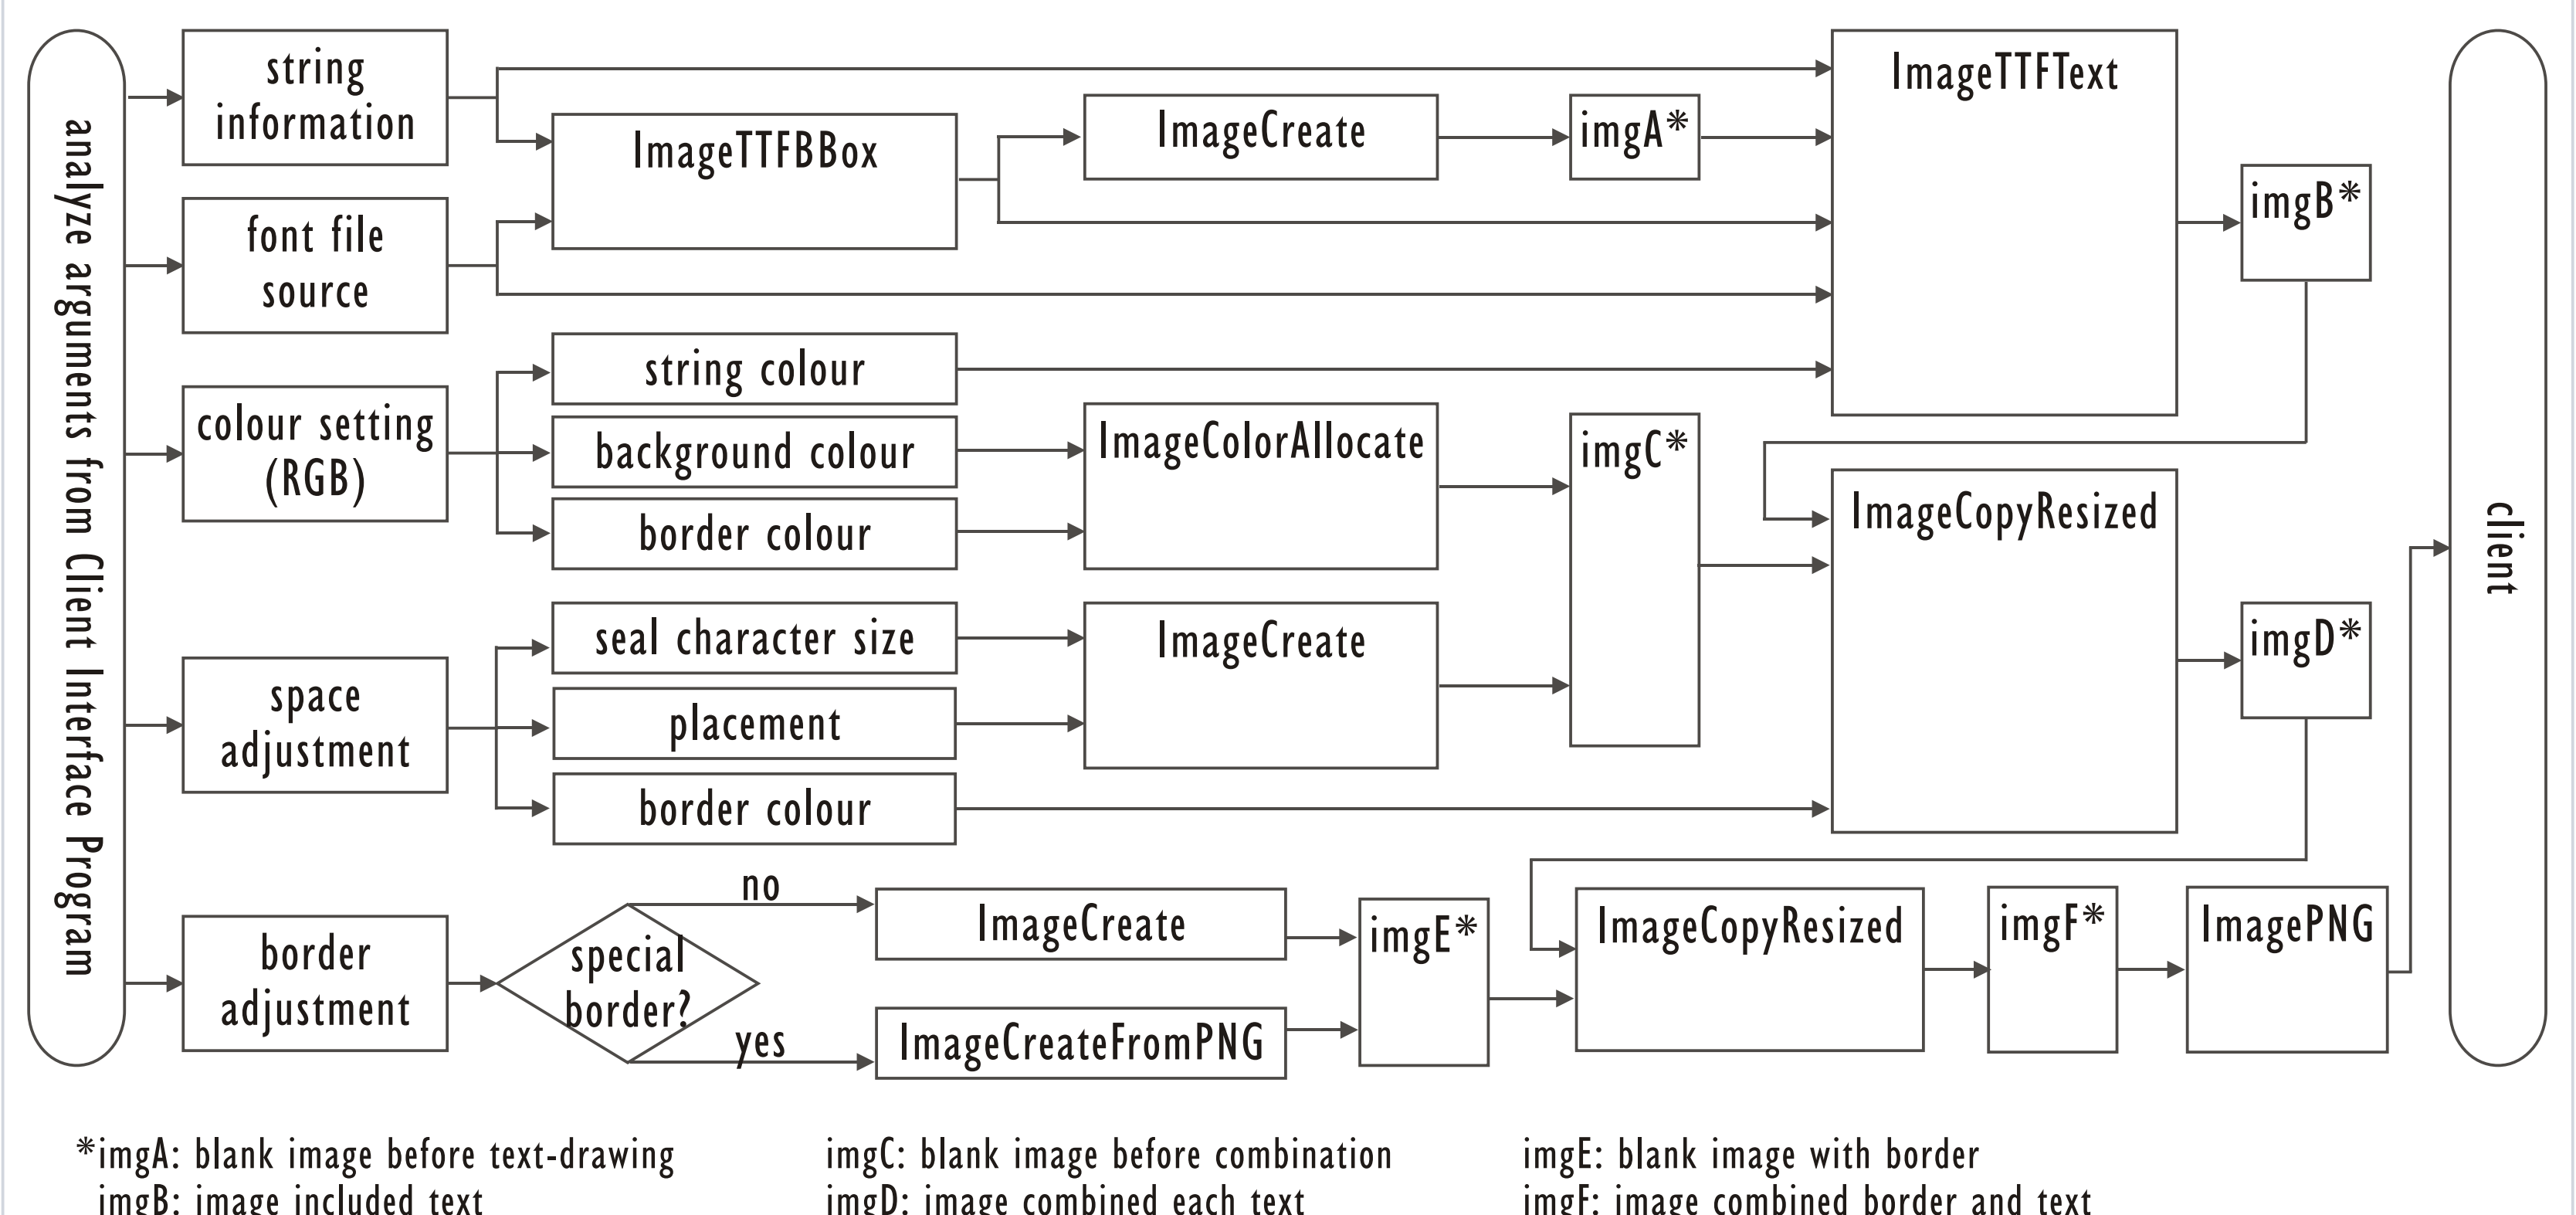 analyze arguments from Client Interface Program
string
information
font file
source
colour setting
(RGB)
space
adjustment
border
adjustment
ImageTTFBBox
ImageCreate
imgA*
ImageTTFText
imgB*
string colour
background colour
border colour
ImageColorAllocate
imgC*
ImageCopyResized
seal character size
placement
border colour
ImageCreate
imgD*
special
border?
no
yes
ImageCreate
ImageCreateFromPNG
imgE*
ImageCopyResized
imgF*
ImagePNG
client
*imgA: blank image before text-drawing
imgB: image included text
imgC: blank image before combination
imgD: image combined each text
imgE: blank image with border
imgF: image combined border and text